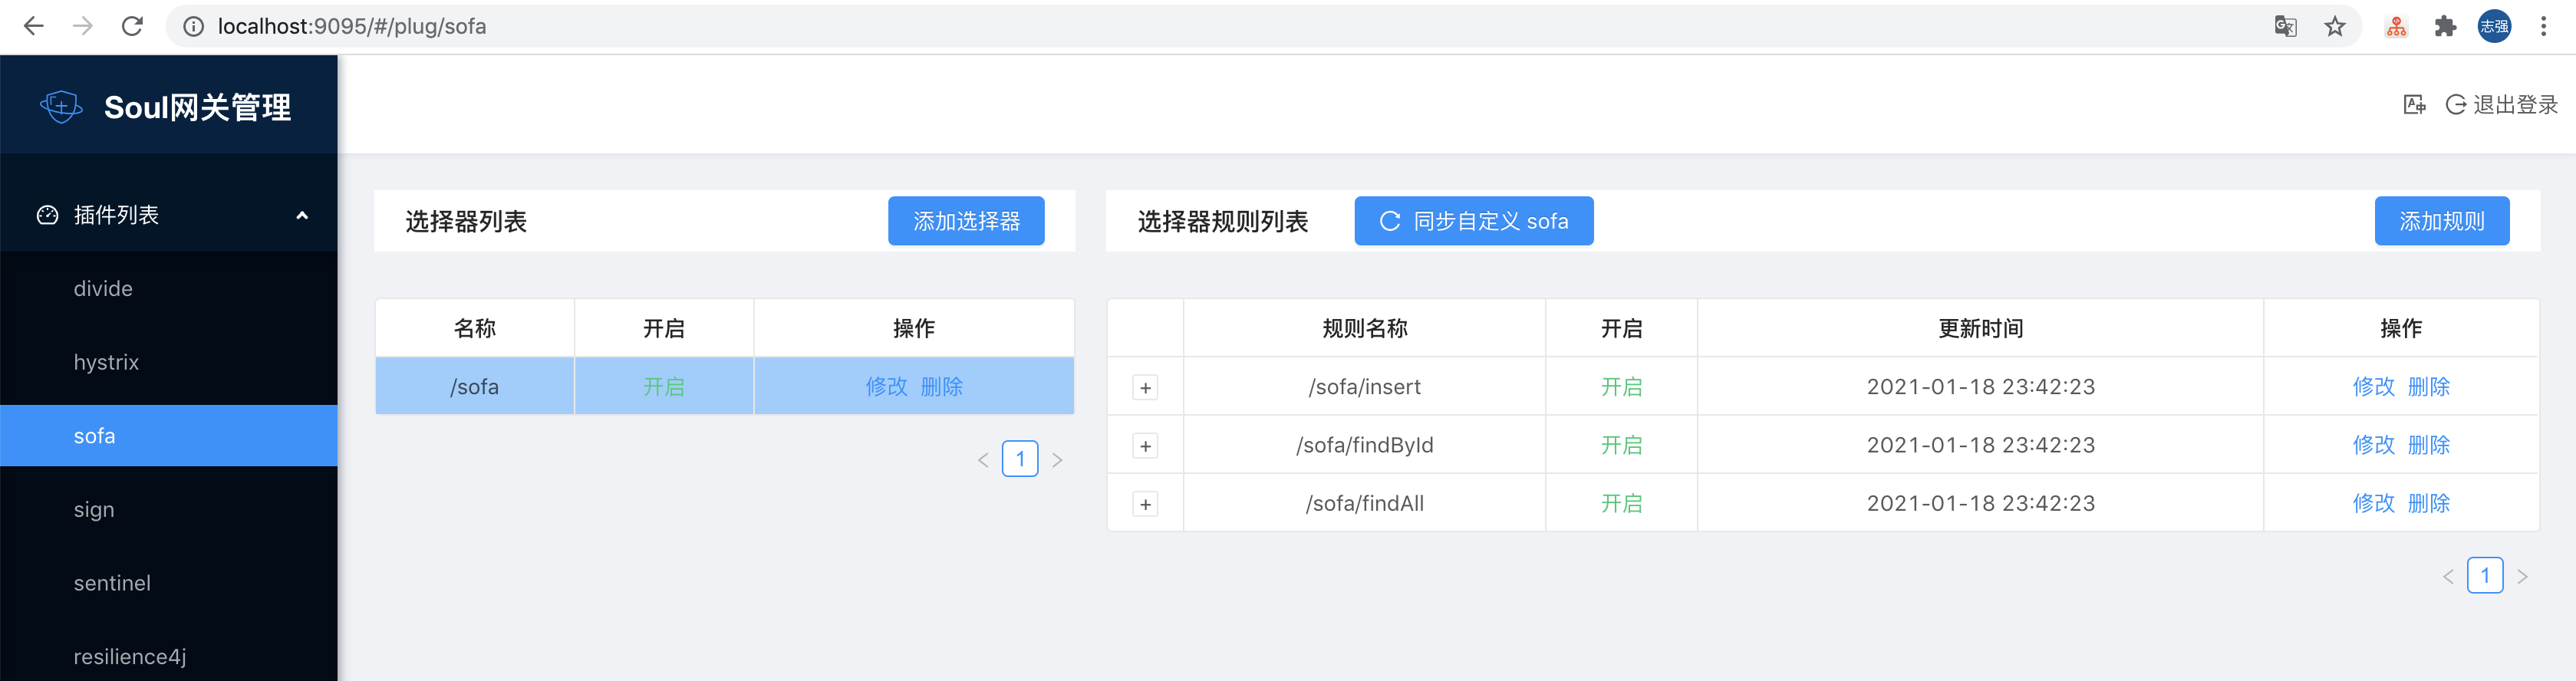 localhost:9095/#/plug/sofa
志强
Soul网关管理
退出登录
插件列表
divide
hystrix
sofa
sign
sentinel
resilience4j
选择器列表 添加选择器
名称 开启 操作
/sofa 开启 修改 删除
1
选择器规则列表 同步自定义 sofa 添加规则
规则名称 开启 更新时间 操作
/sofa/insert 开启 2021-01-18 23:42:23 修改 删除
/sofa/findById 开启 2021-01-18 23:42:23 修改 删除
/sofa/findAll 开启 2021-01-18 23:42:23 修改 删除
1